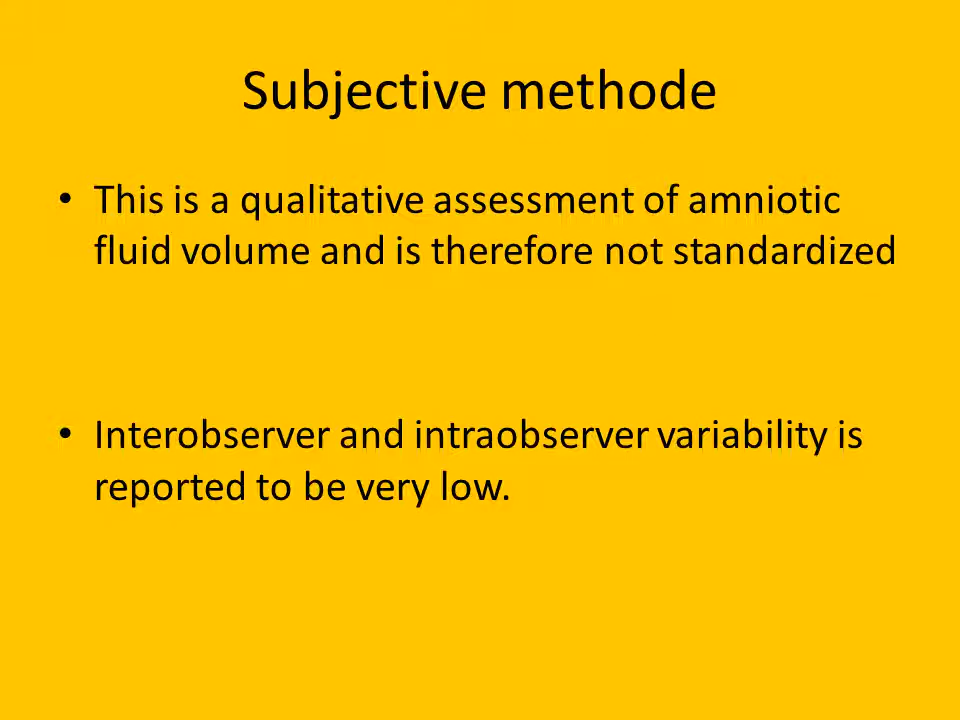 Subjective methode
• This is a qualitative assessment of amniotic
fluid volume and is therefore not standardized
• Interobserver and intraobserver variability is
reported to be very low.